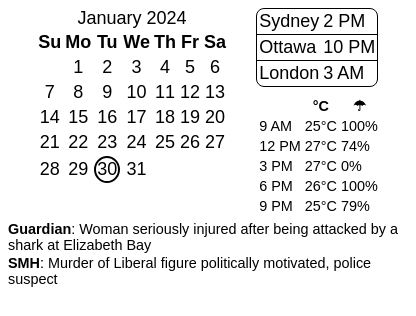 January 2024
Su Mo Tu We Th Fr Sa
1 2 3 4 5 6
7 8 9 10 11 12 13
14 15 16 17 18 19 20
21 22 23 24 25 26 27
28 29 30 31
Sydney 2 PM
Ottawa 10 PM
London 3 AM
°C ☂
9 AM 25°C 100%
12 PM 27°C 74%
3 PM 27°C 0%
6 PM 26°C 100%
9 PM 25°C 79%
Guardian: Woman seriously injured after being attacked by a
shark at Elizabeth Bay
SMH: Murder of Liberal figure politically motivated, police
suspect